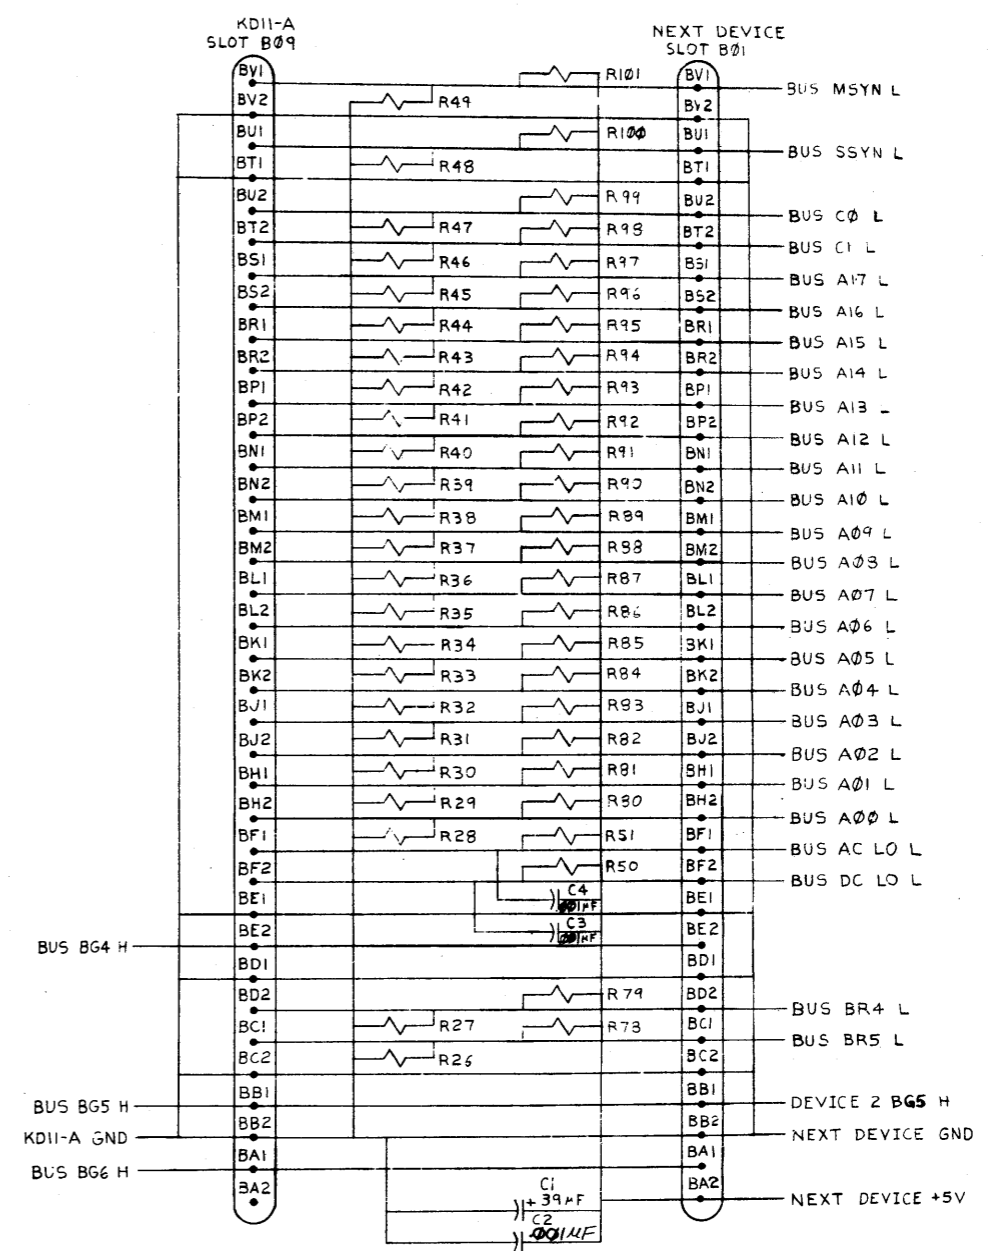 KD11-A
SLOT BØ9
NEXT DEVICE
SLOT BØ1
BV1 R1Ø1 BV1
BUS MSYN L
BV2 R49 BV2
BU1 R1ØØ BU1
BUS SSYN L
BT1 R48 BT1
BU2 R99 BU2
BUS CØ L
BT2 R47 R98 BT2
BUS C1 L
BS1 R46 R97 BS1
BUS A17 L
BS2 R45 R96 BS2
BUS A16 L
BR1 R44 R95 BR1
BUS A15 L
BR2 R43 R94 BR2
BUS A14 L
BP1 R42 R93 BP1
BUS A13 L
BP2 R41 R92 BP2
BUS A12 L
BN1 R40 R91 BN1
BUS A11 L
BN2 R39 R90 BN2
BUS A1Ø L
BM1 R38 R89 BM1
BUS AØ9 L
BM2 R37 R88 BM2
BUS AØ8 L
BL1 R36 R87 BL1
BUS AØ7 L
BL2 R35 R86 BL2
BUS AØ6 L
BK1 R34 R85 BK1
BUS AØ5 L
BK2 R33 R84 BK2
BUS AØ4 L
BJ1 R32 R83 BJ1
BUS AØ3 L
BJ2 R31 R82 BJ2
BUS AØ2 L
BH1 R30 R81 BH1
BUS AØ1 L
BH2 R29 R80 BH2
BUS AØØ L
BF1 R28 R51 BF1
BUS AC LO L
BF2 R50 BF2
BUS DC LO L
BE1 C4 BE1
.ØØ1µF
BE2 C3 BE2
.ØØ1µF
BUS BG4 H
BD1 BD1
BD2 R79 BD2
BUS BR4 L
BC1 R27 R73 BC1
BUS BR5 L
BC2 R26 BC2
BB1 BB1
BUS BG5 H DEVICE 2 BG5 H
BB2 BB2
KD11-A GND NEXT DEVICE GND
BA1 BA1
BUS BG6 H
BA2 C1 BA2
+ 39µF NEXT DEVICE +5V
C2
.ØØ1µF